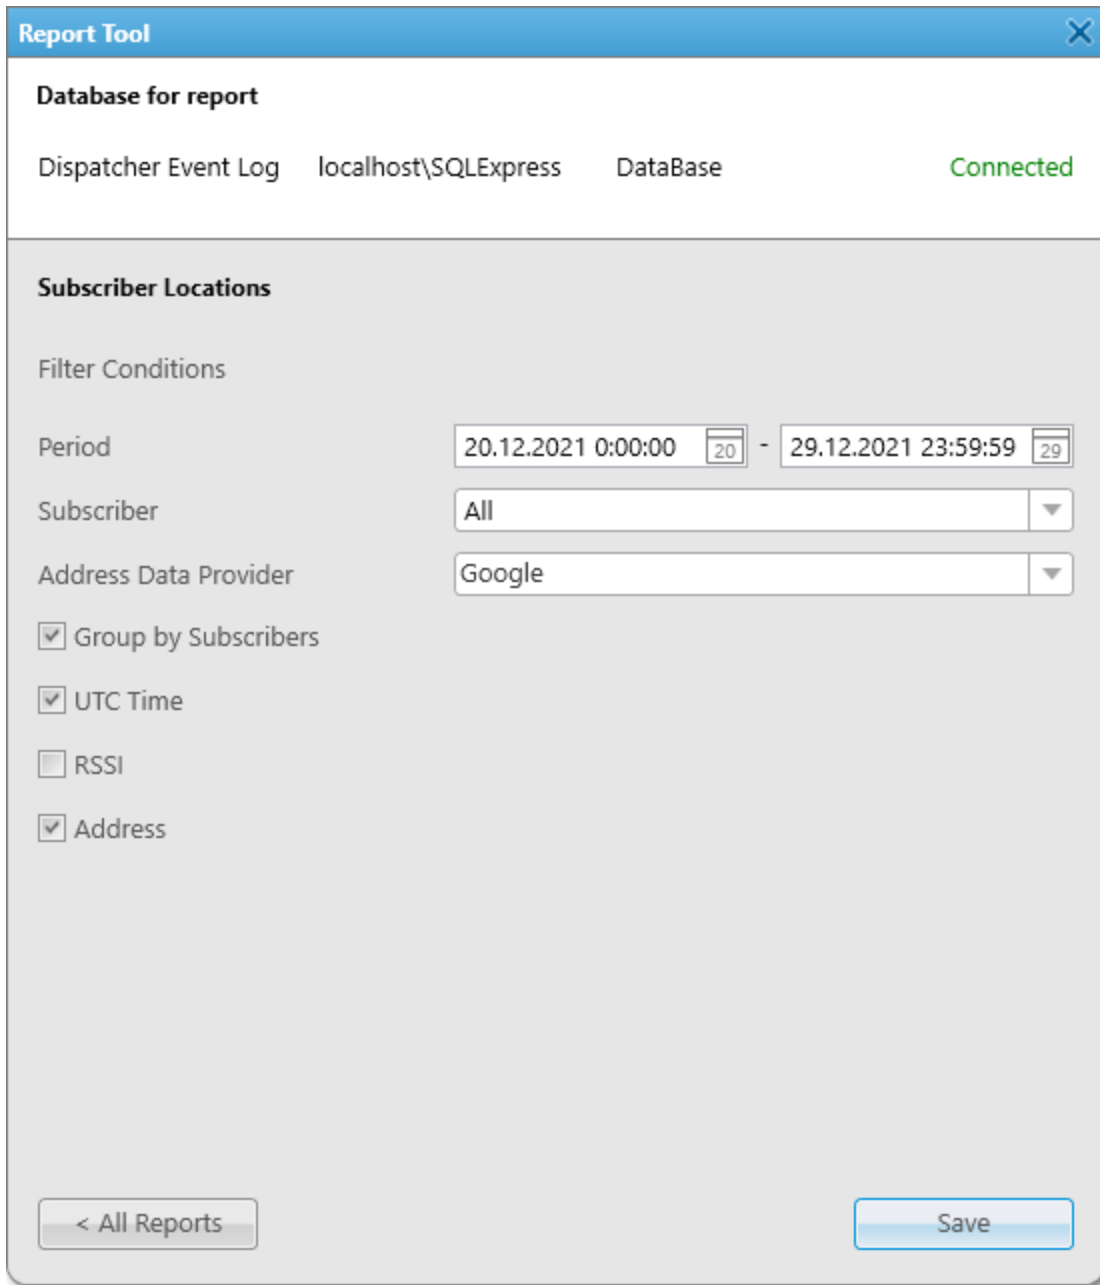 Report Tool
Database for report
Dispatcher Event Log localhost\SQLExpress DataBase Connected
Subscriber Locations
Filter Conditions
Period 20.12.2021 0:00:00 20 - 29.12.2021 23:59:59 29
Subscriber All
Address Data Provider Google
Group by Subscribers
UTC Time
RSSI
Address
< All Reports Save